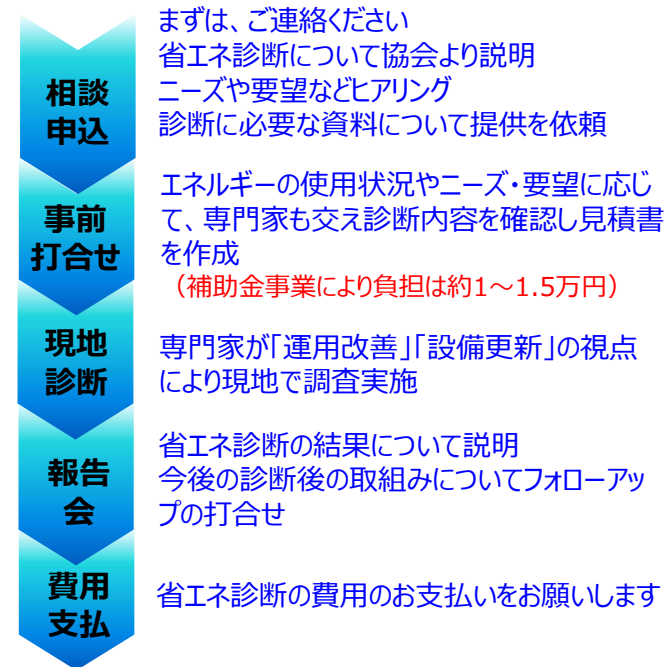 まずは、ご連絡ください
省エネ診断について協会より説明
ニーズや要望などヒアリング
診断に必要な資料について提供を依頼
相談
申込
エネルギーの使用状況やニーズ・要望に応じ
て、専門家も交え診断内容を確認し見積書
を作成
（補助金事業により負担は約1～1.5万円）
事前
打合せ
現地
診断
専門家が「運用改善」「設備更新」の視点
により現地で調査実施
報告
会
省エネ診断の結果について説明
今後の診断後の取組みについてフォローアッ
プの打合せ
費用
支払
省エネ診断の費用のお支払いをお願いします